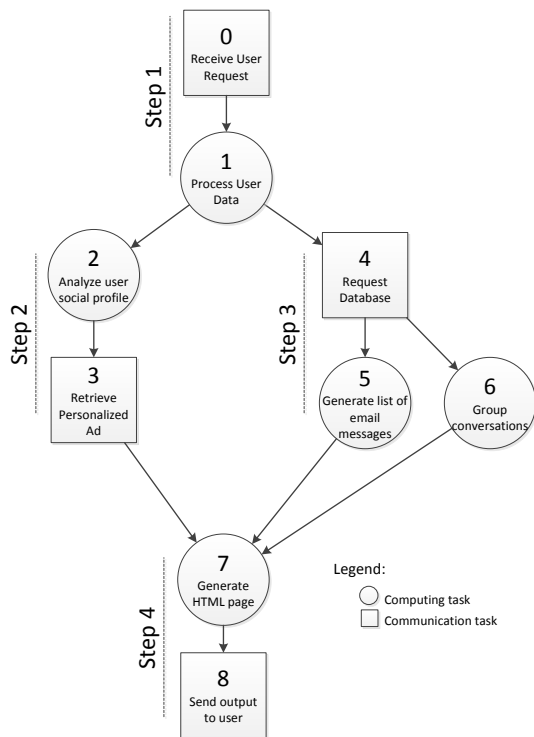 Step 1
0
Receive User
Request
1
Process User
Data
Step 2
2
Analyze user
social profile
3
Retrieve
Personalized
Ad
Step 3
4
Request
Database
5
Generate list of
email
messages
6
Group
conversations
Step 4
7
Generate
HTML page
8
Send output
to user
Legend:
Computing task
Communication task